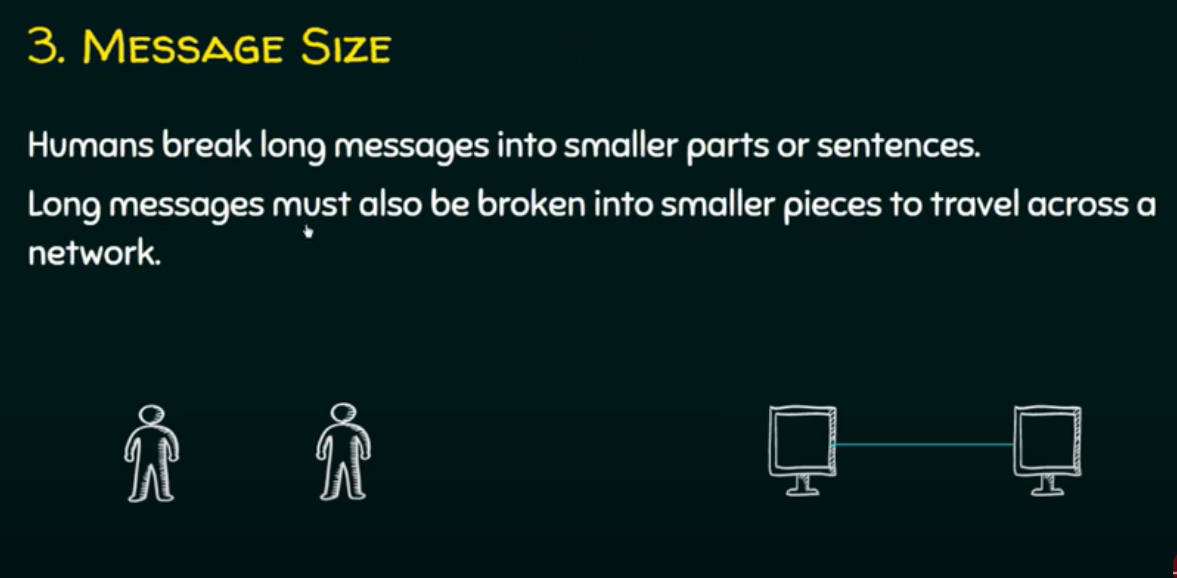 3. MESSAGE SIZE
Humans break long messages into smaller parts or sentences.
Long messages must also be broken into smaller pieces to travel across a
network.